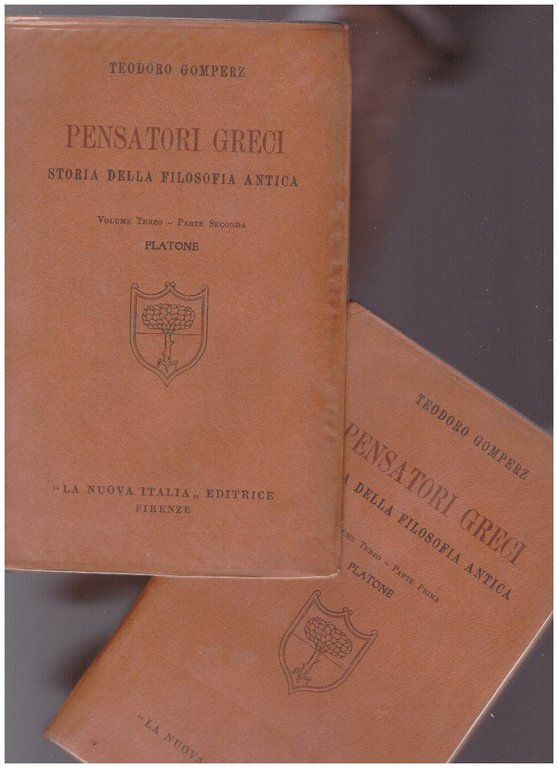 TEODORO GOMPERZ
PENSATORI GRECI
STORIA DELLA FILOSOFIA ANTICA
VOLUME TERZO - PARTE SECONDA
PLATONE
"LA NUOVA ITALIA„ EDITRICE
FIRENZE
TEODORO GOMPERZ
PENSATORI GRECI
DELLA FILOSOFIA ANTICA
TERZO - PARTE PRIMA
PLATONE
"LA NUOVA